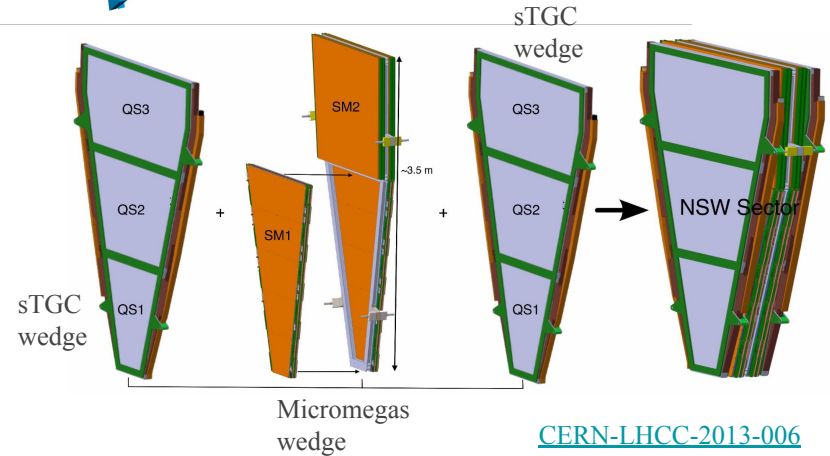 sTGC
wedge
QS3
SM2
QS3
~3.5 m
QS2
+
SM1
+
QS2
NSW Sector
QS1
QS1
sTGC
wedge
Micromegas
wedge
CERN-LHCC-2013-006